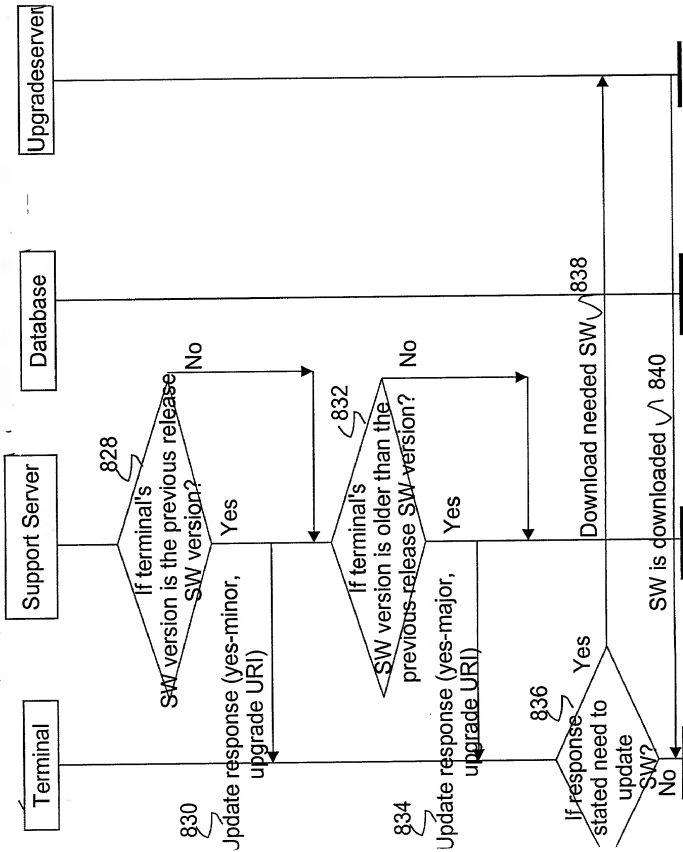 Terminal
Support Server
Database
Upgradeserver
828
If terminal's
SW version is the previous release
SW version?
No
Yes
830
Update response (yes-minor,
upgrade URI)
832
If terminal's
SW version is older than the
previous release SW version?
No
Yes
834
Update response (yes-major,
upgrade URI)
836
If response
stated need to
update
SW?
Yes
No
Download needed SW
838
SW is downloaded
840